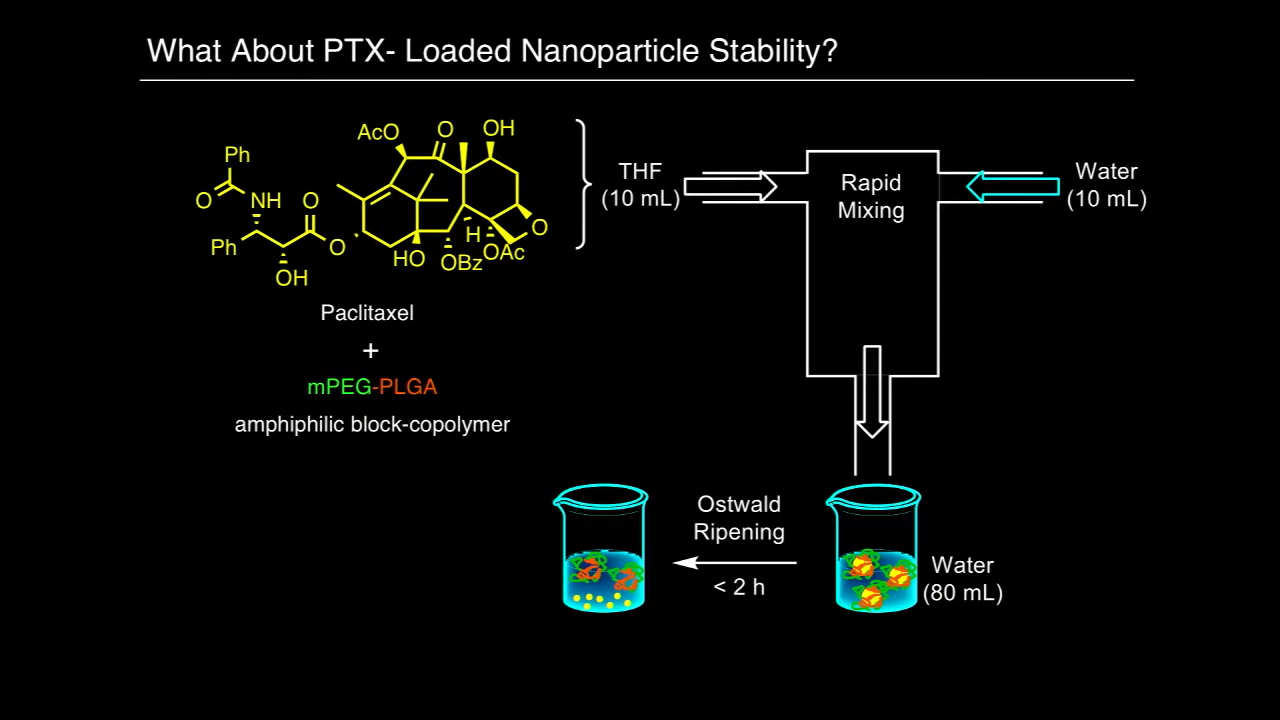 What About PTX- Loaded Nanoparticle Stability?
AcO
O
OH
Ph
O
NH
O
Ph
O
OH
HO
OBz
H
OAc
O
THF
(10 mL)
Rapid
Mixing
Water
(10 mL)
Paclitaxel
+
mPEG-PLGA
amphiphilic block-copolymer
Ostwald
Ripening
< 2 h
Water
(80 mL)